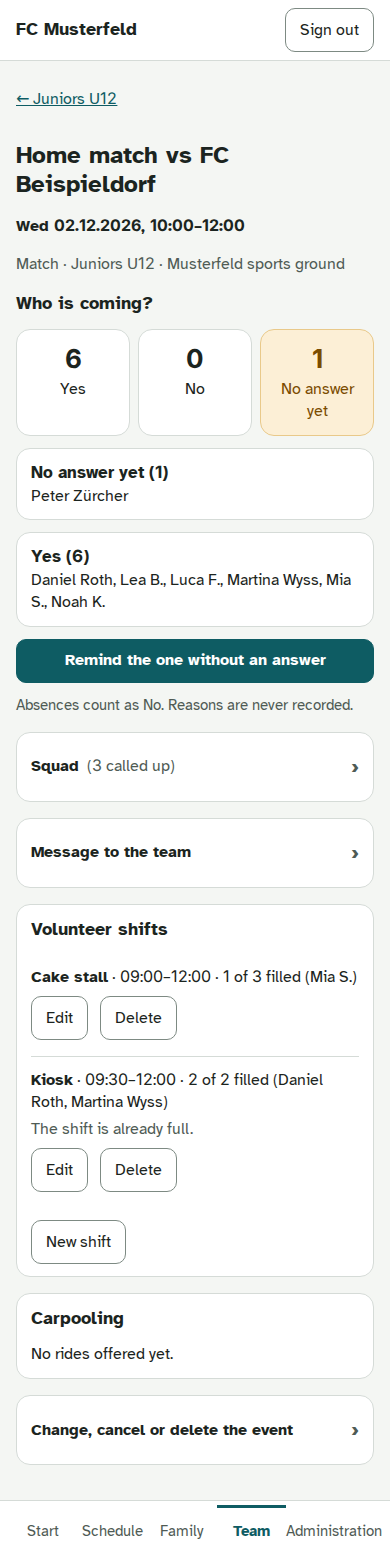 FC Musterfeld
Sign out
← Juniors U12
Home match vs FC
Beispieldorf
Wed 02.12.2026, 10:00–12:00
Match · Juniors U12 · Musterfeld sports ground
Who is coming?
6
Yes
0
No
1
No answer
yet
No answer yet (1)
Peter Zürcher
Yes (6)
Daniel Roth, Lea B., Luca F., Martina Wyss, Mia
S., Noah K.
Remind the one without an answer
Absences count as No. Reasons are never recorded.
Squad (3 called up) ›
Message to the team ›
Volunteer shifts
Cake stall · 09:00–12:00 · 1 of 3 filled (Mia S.)
Edit Delete
Kiosk · 09:30–12:00 · 2 of 2 filled (Daniel
Roth, Martina Wyss)
The shift is already full.
Edit Delete
New shift
Carpooling
No rides offered yet.
Change, cancel or delete the event ›
Start Schedule Family Team Administration